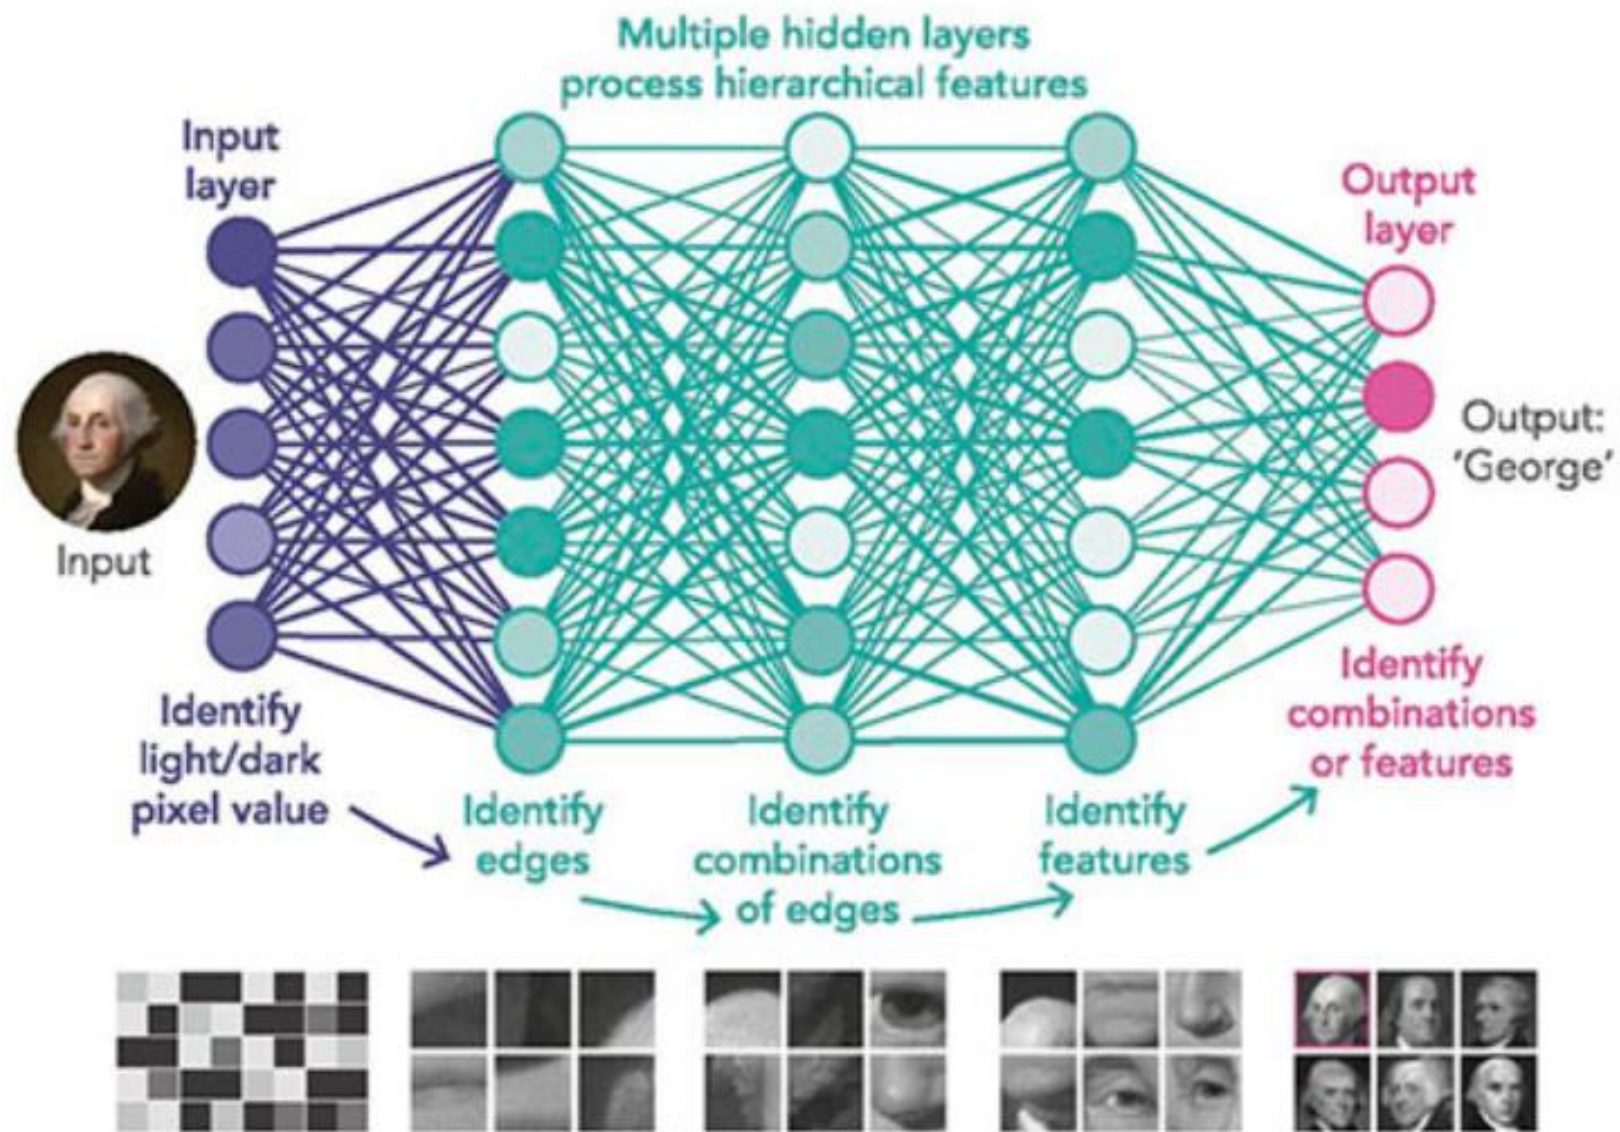 Multiple hidden layers
process hierarchical features
Input
layer
Output
layer
Input
Output:
'George'
Identify
light/dark
pixel value
Identify
edges
Identify
combinations
of edges
Identify
features
Identify
combinations
or features